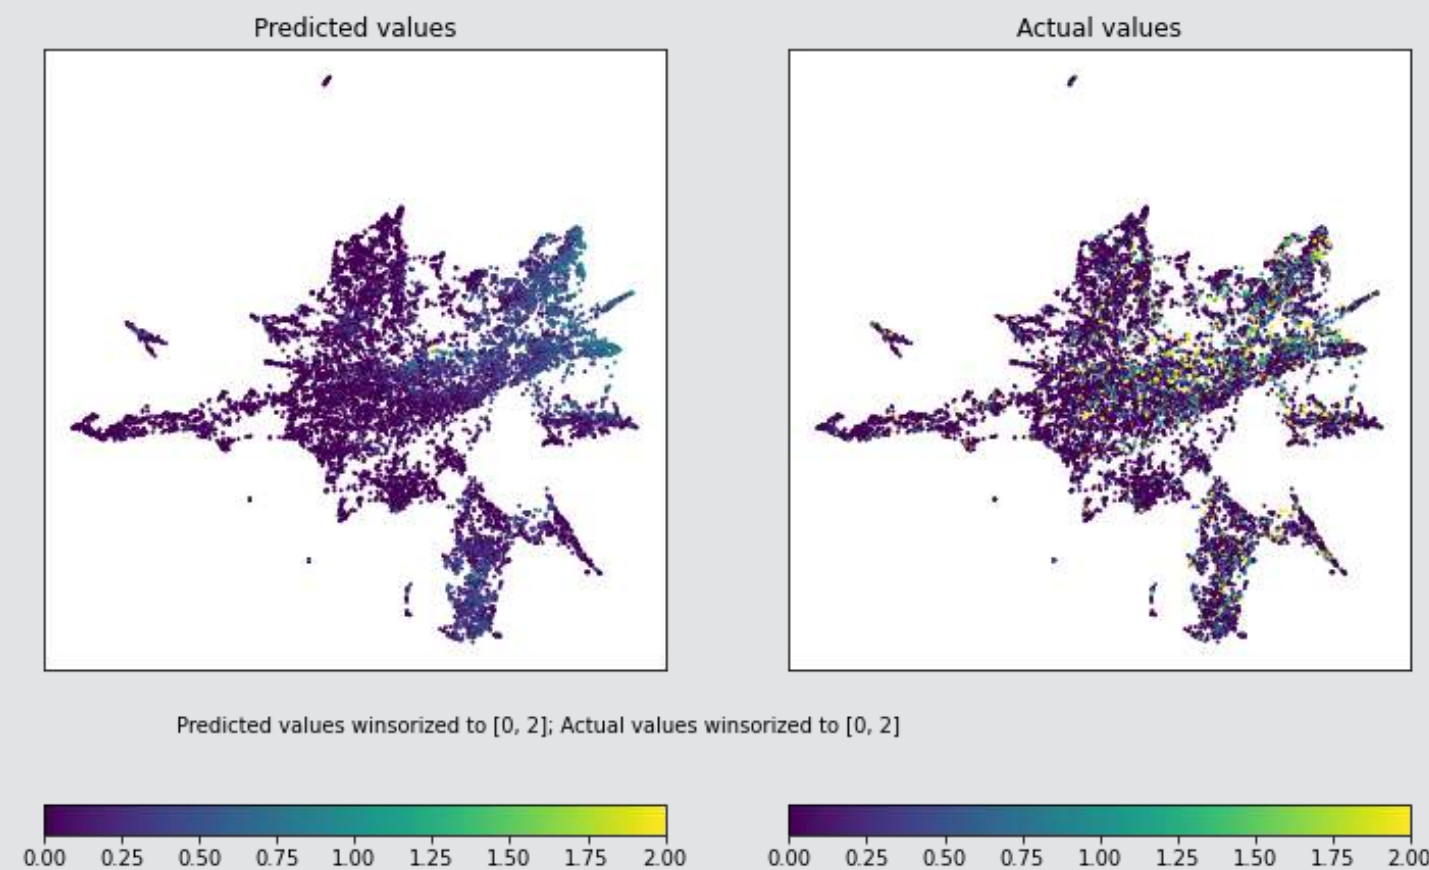 Predicted values
Actual values
Predicted values winsorized to [0, 2]; Actual values winsorized to [0, 2]
0.00 0.25 0.50 0.75 1.00 1.25 1.50 1.75 2.00
0.00 0.25 0.50 0.75 1.00 1.25 1.50 1.75 2.00